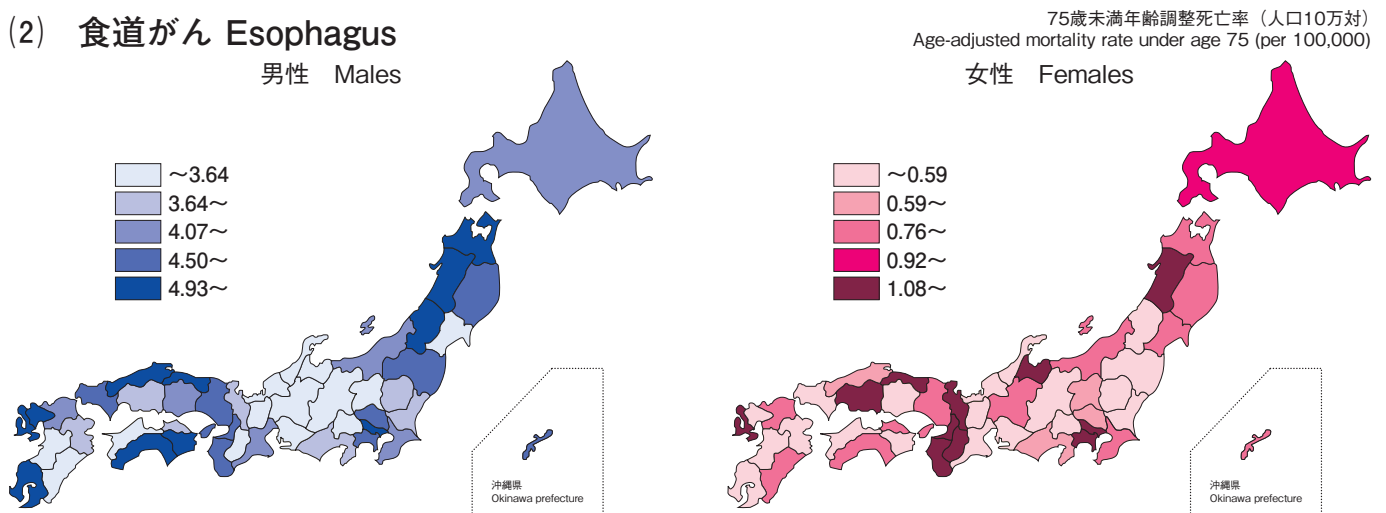 (2) 食道がん Esophagus
75歳未満年齢調整死亡率（人口10万対）
Age-adjusted mortality rate under age 75 (per 100,000)
男性 Males
女性 Females
～3.64
3.64～
4.07～
4.50～
4.93～
～0.59
0.59～
0.76～
0.92～
1.08～
沖縄県
Okinawa prefecture
沖縄県
Okinawa prefecture